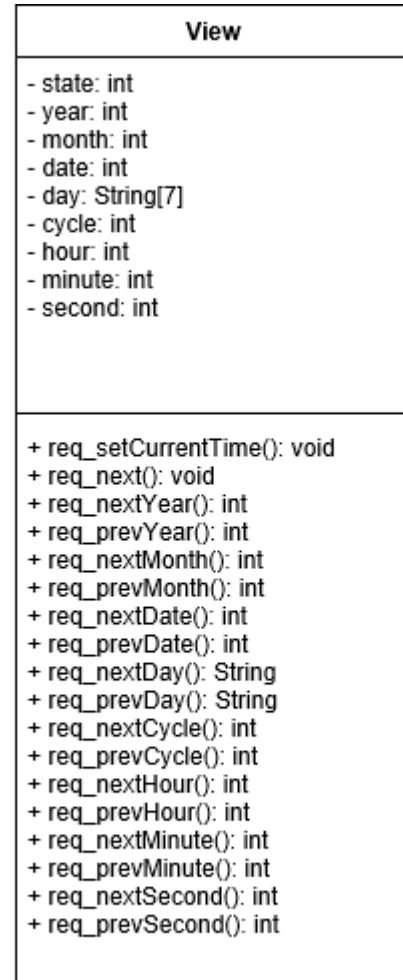 View
- state: int
- year: int
- month: int
- date: int
- day: String[7]
- cycle: int
- hour: int
- minute: int
- second: int
+ req_setCurrentTime(): void
+ req_next(): void
+ req_nextYear(): int
+ req_prevYear(): int
+ req_nextMonth(): int
+ req_prevMonth(): int
+ req_nextDate(): int
+ req_prevDate(): int
+ req_nextDay(): String
+ req_prevDay(): String
+ req_nextCycle(): int
+ req_prevCycle(): int
+ req_nextHour(): int
+ req_prevHour(): int
+ req_nextMinute(): int
+ req_prevMinute(): int
+ req_nextSecond(): int
+ req_prevSecond(): int